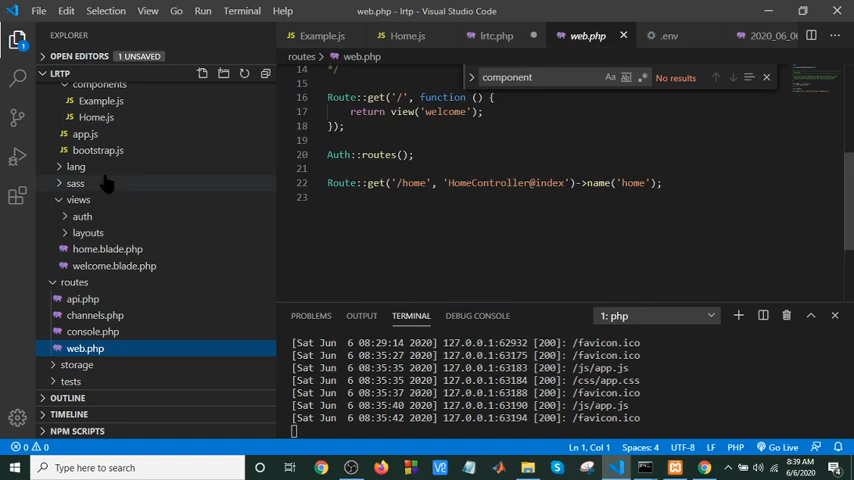 File Edit Selection View Go Run Terminal Help web.php - lrtp - Visual Studio Code
EXPLORER
Example.js Home.js lrtc.php web.php .env 2020_06_06
OPEN EDITORS 1 UNSAVED
routes > web.php
LRTP
components
Example.js
Home.js
app.js
bootstrap.js
lang
sass
views
auth
layouts
home.blade.php
welcome.blade.php
routes
api.php
channels.php
console.php
web.php
storage
tests
OUTLINE
TIMELINE
NPM SCRIPTS
component Aa Abl .* No results
14 */
15
16 Route::get('/', function () {
17 return view('welcome');
18 });
19
20 Auth::routes();
21
22 Route::get('/home', 'HomeController@index')->name('home');
23
PROBLEMS OUTPUT TERMINAL DEBUG CONSOLE 1: php
[Sat Jun 6 08:29:14 2020] 127.0.0.1:62932 [200]: /favicon.ico
[Sat Jun 6 08:35:27 2020] 127.0.0.1:63175 [200]: /favicon.ico
[Sat Jun 6 08:35:35 2020] 127.0.0.1:63183 [200]: /js/app.js
[Sat Jun 6 08:35:35 2020] 127.0.0.1:63184 [200]: /css/app.css
[Sat Jun 6 08:35:37 2020] 127.0.0.1:63187 [200]: /favicon.ico
[Sat Jun 6 08:35:40 2020] 127.0.0.1:63190 [200]: /js/app.js
[Sat Jun 6 08:35:42 2020] 127.0.0.1:63194 [200]: /favicon.ico
0 0 Ln 1, Col 1 Spaces: 4 UTF-8 LF PHP Go Live
Type here to search
8:39 AM
6/6/2020